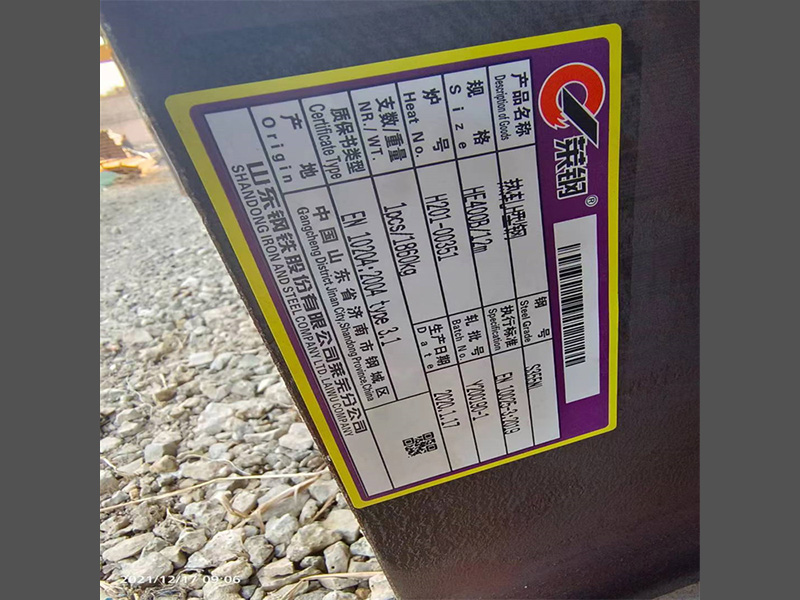 莱钢®
产品名称 热轧H型钢 钢号
Description of Goods Steel Grade S355NL
规格 HE400B/12m 执行标准
Size Specification EN 10025-3:2019
炉号 H201-00351 轧批号
Heat No. Batch No. Y200190-1
支数/重量 1pcs/1860kg 生产日期
NR./WT. Date 2020.1.17
质保书类型 EN 10204:2004 type 3.1
Certificate Type
产地 中国山东省济南市钢城区
Origin Gangcheng District Jinan City, Shandong Province, China
山东钢铁股份有限公司莱芜分公司
SHANDONG IRON AND STEEL COMPANY LTD. LAIWU COMPANY
2021/12/17 09:06